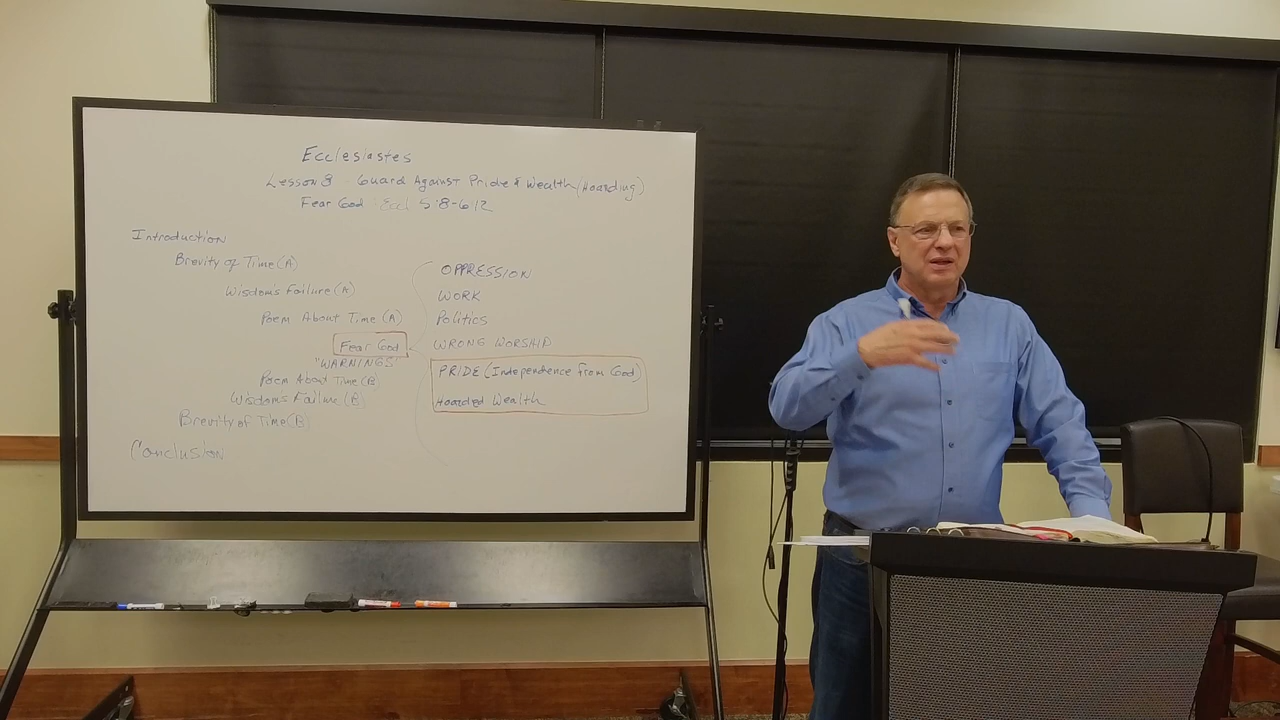 Ecclesiastes
Lesson 8 - Guard Against Pride & Wealth (Hoarding)
Fear God : Eccl 5:8-6:12
Introduction
Brevity of Time (A)
Wisdom's Failure (A)
Poem About Time (A)
Fear God
"WARNINGS"
Poem About Time (B)
Wisdom's Failure (B)
Brevity of Time (B)
Conclusion
OPPRESSION
WORK
Politics
WRONG WORSHIP
PRIDE (Independence From God)
Hoarded Wealth